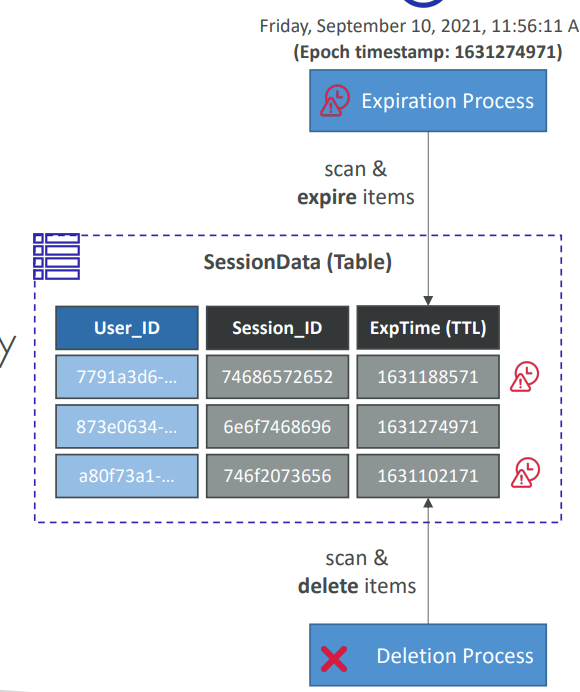 Friday, September 10, 2021, 11:56:11 A
(Epoch timestamp: 1631274971)
Expiration Process
scan &
expire items
SessionData (Table)
User_ID Session_ID ExpTime (TTL)
7791a3d6-... 74686572652 1631188571
873e0634-... 6e6f7468696 1631274971
a80f73a1-... 746f2073656 1631102171
y
scan &
delete items
Deletion Process